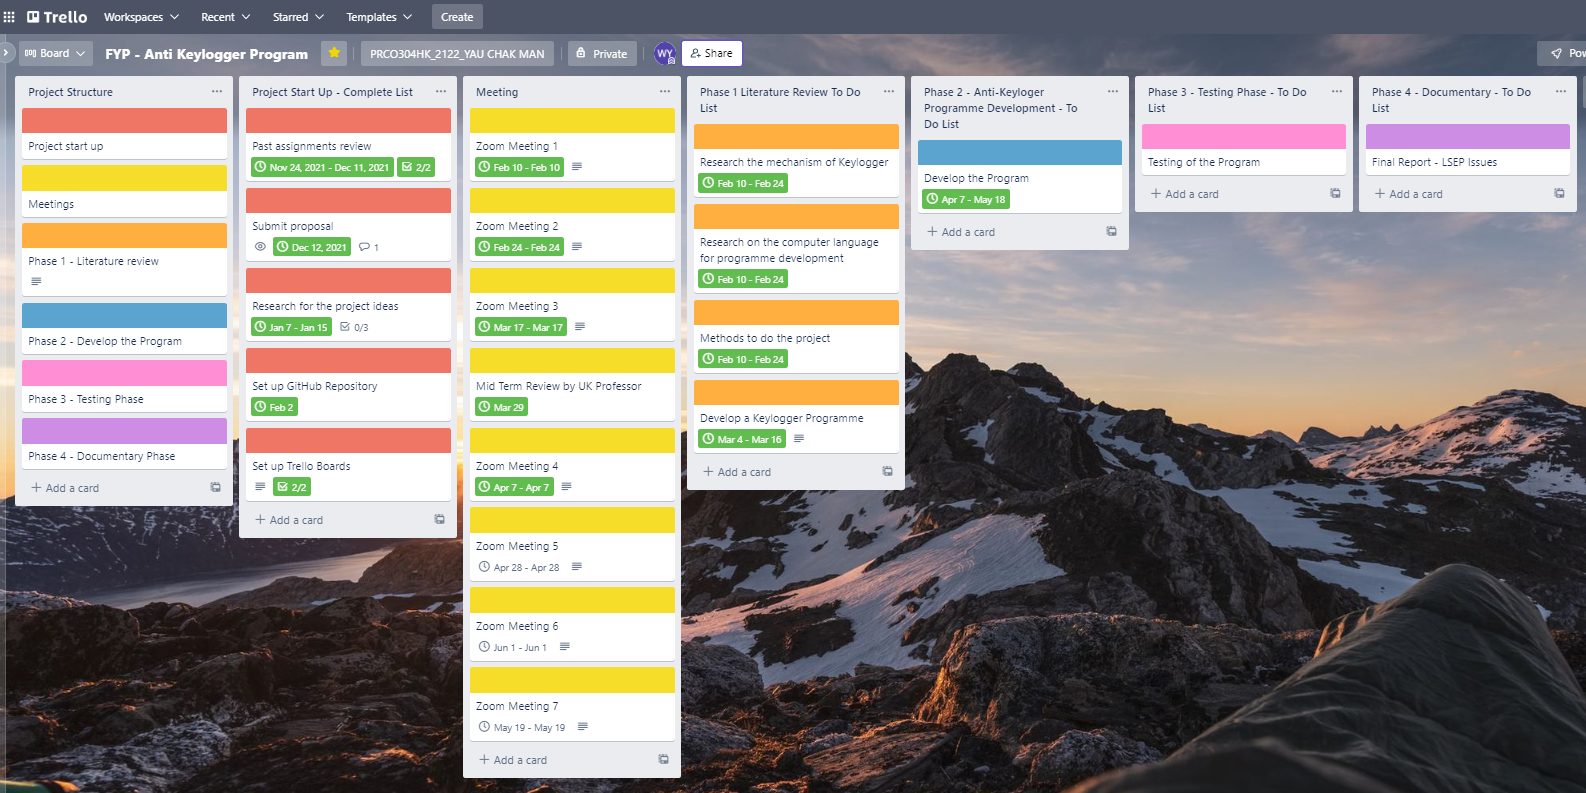 Trello
Workspaces
Recent
Starred
Templates
Create
Board
FYP - Anti Keylogger Program
PRCO304HK_2122_YAU CHAK MAN
Private
WY
Share
Project Structure
Project start up
Meetings
Phase 1 - Literature review
Phase 2 - Develop the Program
Phase 3 - Testing Phase
Phase 4 - Documentary Phase
Add a card
Project Start Up - Complete List
Past assignments review
Nov 24, 2021 - Dec 11, 2021
2/2
Submit proposal
Dec 12, 2021
1
Research for the project ideas
Jan 7 - Jan 15
0/3
Set up GitHub Repository
Feb 2
Set up Trello Boards
2/2
Add a card
Meeting
Zoom Meeting 1
Feb 10 - Feb 10
Zoom Meeting 2
Feb 24 - Feb 24
Zoom Meeting 3
Mar 17 - Mar 17
Mid Term Review by UK Professor
Mar 29
Zoom Meeting 4
Apr 7 - Apr 7
Zoom Meeting 5
Apr 28 - Apr 28
Zoom Meeting 6
Jun 1 - Jun 1
Zoom Meeting 7
May 19 - May 19
Add a card
Phase 1 Literature Review To Do
List
Research the mechanism of Keylogger
Feb 10 - Feb 24
Research on the computer language
for programme development
Feb 10 - Feb 24
Methods to do the project
Feb 10 - Feb 24
Develop a Keylogger Programme
Mar 4 - Mar 16
Add a card
Phase 2 - Anti-Keyloger
Programme Development - To
Do List
Develop the Program
Apr 7 - May 18
Add a card
Phase 3 - Testing Phase - To Do
List
Testing of the Program
Add a card
Phase 4 - Documentary - To Do
List
Final Report - LSEP Issues
Add a card